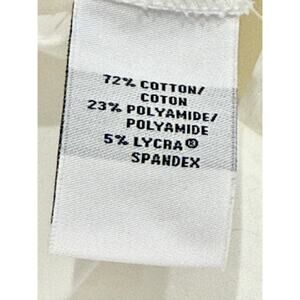 72% COTTON/
COTON
23% POLYAMIDE/
POLYAMIDE
5% LYCRA®
SPANDEX